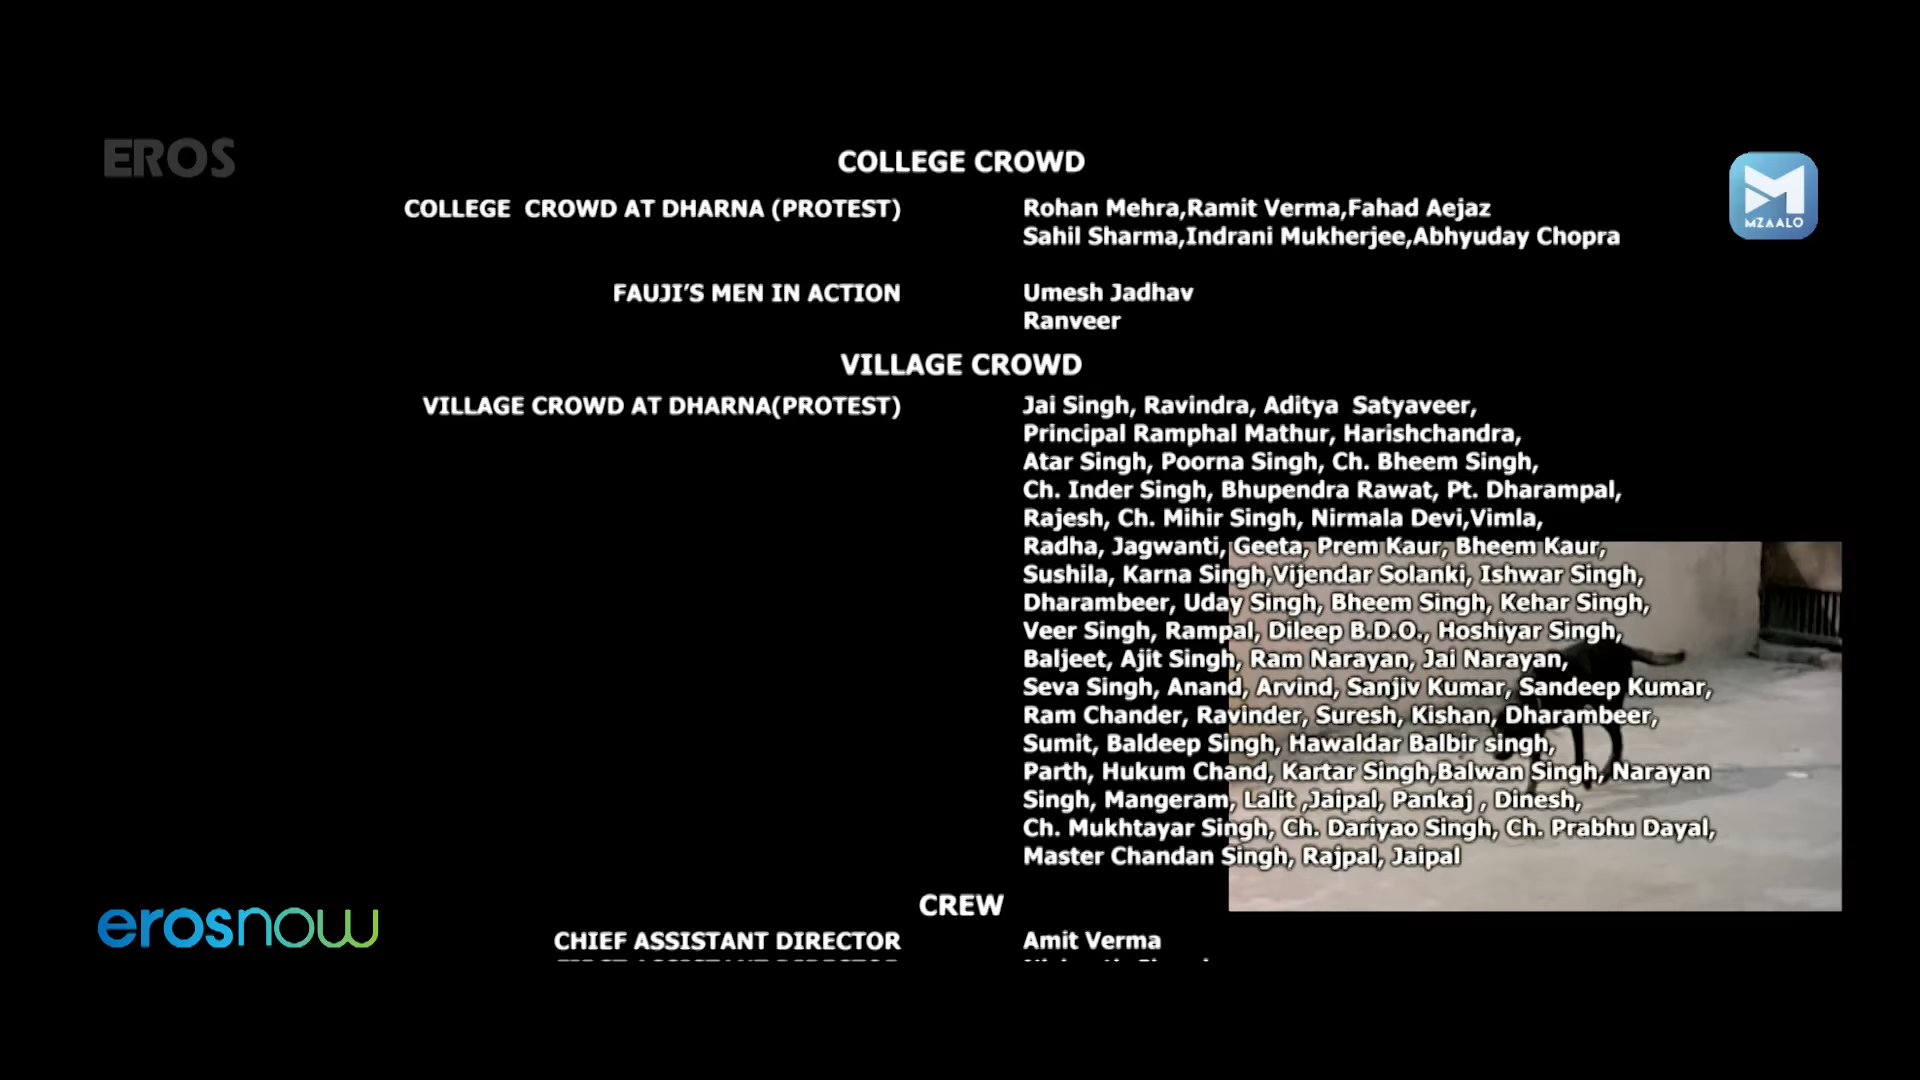 EROS
COLLEGE CROWD
MZAALO
COLLEGE  CROWD AT DHARNA (PROTEST)
Rohan Mehra,Ramit Verma,Fahad Aejaz
Sahil Sharma,Indrani Mukherjee,Abhyuday Chopra
FAUJI’S MEN IN ACTION
Umesh Jadhav
Ranveer
VILLAGE CROWD
VILLAGE CROWD AT DHARNA(PROTEST)
Jai Singh, Ravindra, Aditya  Satyaveer,
Principal Ramphal Mathur, Harishchandra,
Atar Singh, Poorna Singh, Ch. Bheem Singh,
Ch. Inder Singh, Bhupendra Rawat, Pt. Dharampal,
Rajesh, Ch. Mihir Singh, Nirmala Devi,Vimla,
Radha, Jagwanti, Geeta, Prem Kaur, Bheem Kaur,
Sushila, Karna Singh,Vijendar Solanki, Ishwar Singh,
Dharambeer, Uday Singh, Bheem Singh, Kehar Singh,
Veer Singh, Rampal, Dileep B.D.O., Hoshiyar Singh,
Baljeet, Ajit Singh, Ram Narayan, Jai Narayan,
Seva Singh, Anand, Arvind, Sanjiv Kumar, Sandeep Kumar,
Ram Chander, Ravinder, Suresh, Kishan, Dharambeer,
Sumit, Baldeep Singh, Hawaldar Balbir singh,
Parth, Hukum Chand, Kartar Singh,Balwan Singh, Narayan
Singh, Mangeram, Lalit ,Jaipal, Pankaj , Dinesh,
Ch. Mukhtayar Singh, Ch. Dariyao Singh, Ch. Prabhu Dayal,
Master Chandan Singh, Rajpal, Jaipal
CREW
erosnow
CHIEF ASSISTANT DIRECTOR
Amit Verma